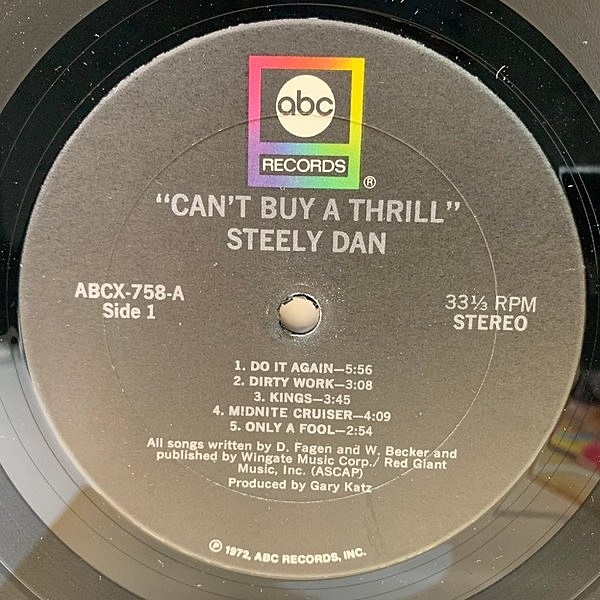 abc
RECORDS
®
"CAN'T BUY A THRILL"
STEELY DAN
ABCX-758-A
Side 1
33⅓ RPM
STEREO
1. DO IT AGAIN—5:56
2. DIRTY WORK—3:08
3. KINGS—3:45
4. MIDNITE CRUISER—4:09
5. ONLY A FOOL—2:54
All songs written by D. Fagen and W. Becker and
published by Wingate Music Corp./ Red Giant
Music, Inc. (ASCAP)
Produced by Gary Katz
℗ 1972, ABC RECORDS, INC.